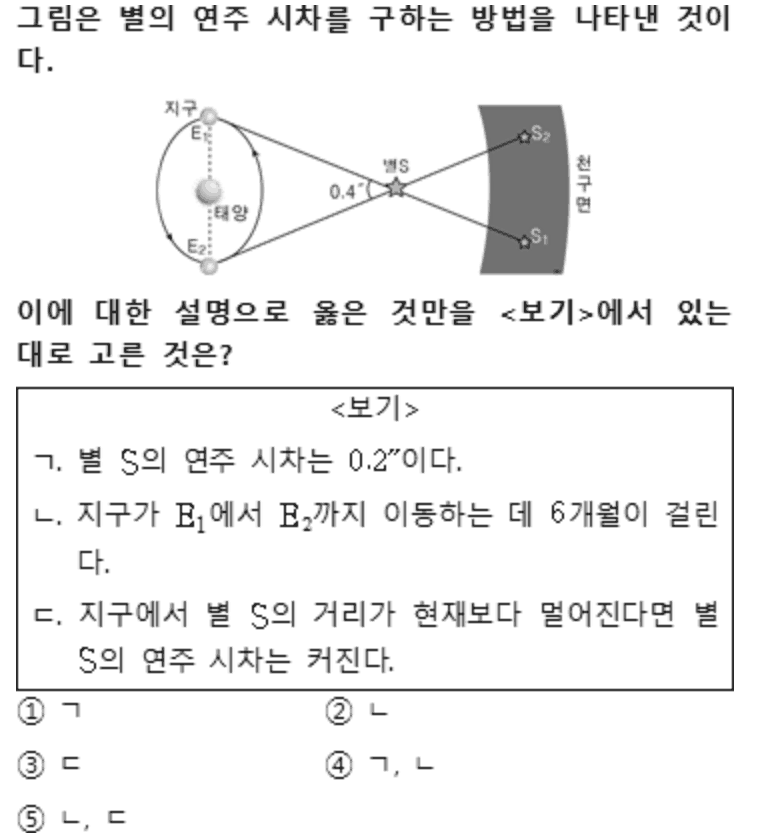 그림은 별의 연주 시차를 구하는 방법을 나타낸 것이
다.
지구
E₁
태양
E₂
0.4″
별S
S₂
S₁
천구면
이에 대한 설명으로 옳은 것만을 <보기>에서 있는
대로 고른 것은?
<보기>
ㄱ. 별 S의 연주 시차는 0.2″이다.
ㄴ. 지구가 E₁에서 E₂까지 이동하는 데 6개월이 걸린
다.
ㄷ. 지구에서 별 S의 거리가 현재보다 멀어진다면 별
S의 연주 시차는 커진다.
① ㄱ ② ㄴ
③ ㄷ ④ ㄱ, ㄴ
⑤ ㄴ, ㄷ